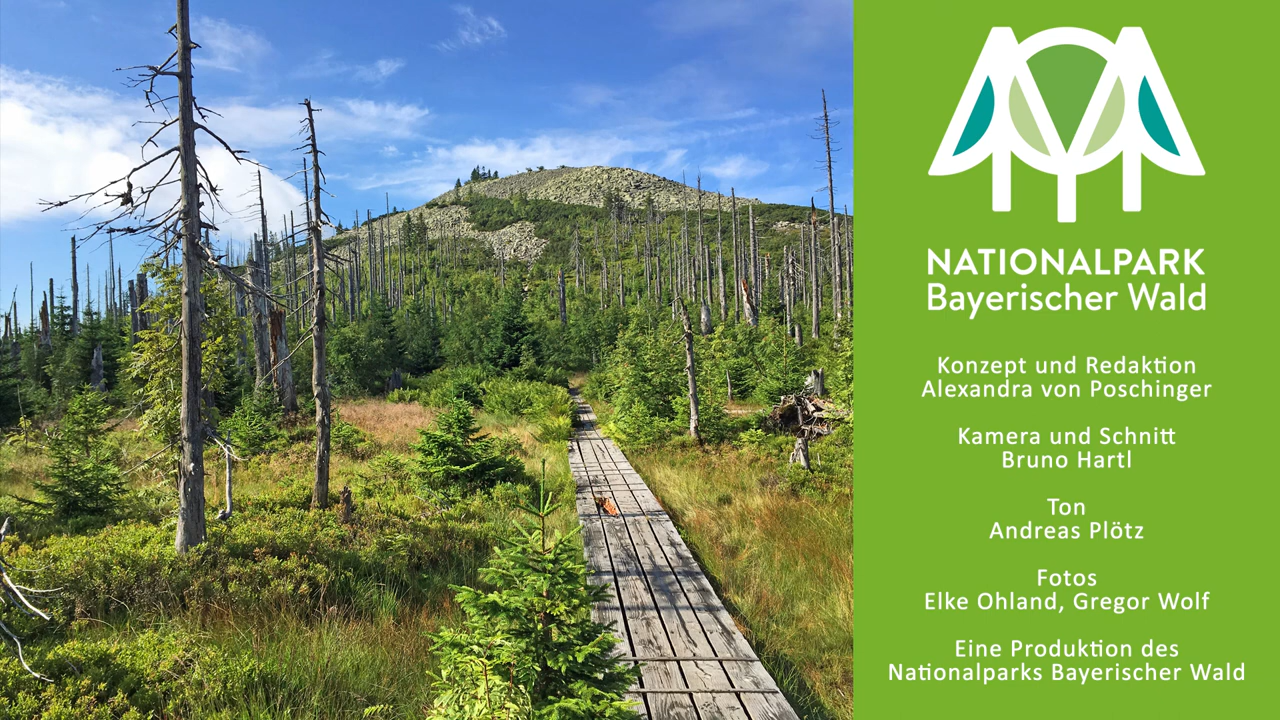 NATIONALPARK
Bayerischer Wald
Konzept und Redaktion
Alexandra von Poschinger
Kamera und Schnitt
Bruno Hartl
Ton
Andreas Plötz
Fotos
Elke Ohland, Gregor Wolf
Eine Produktion des
Nationalparks Bayerischer Wald